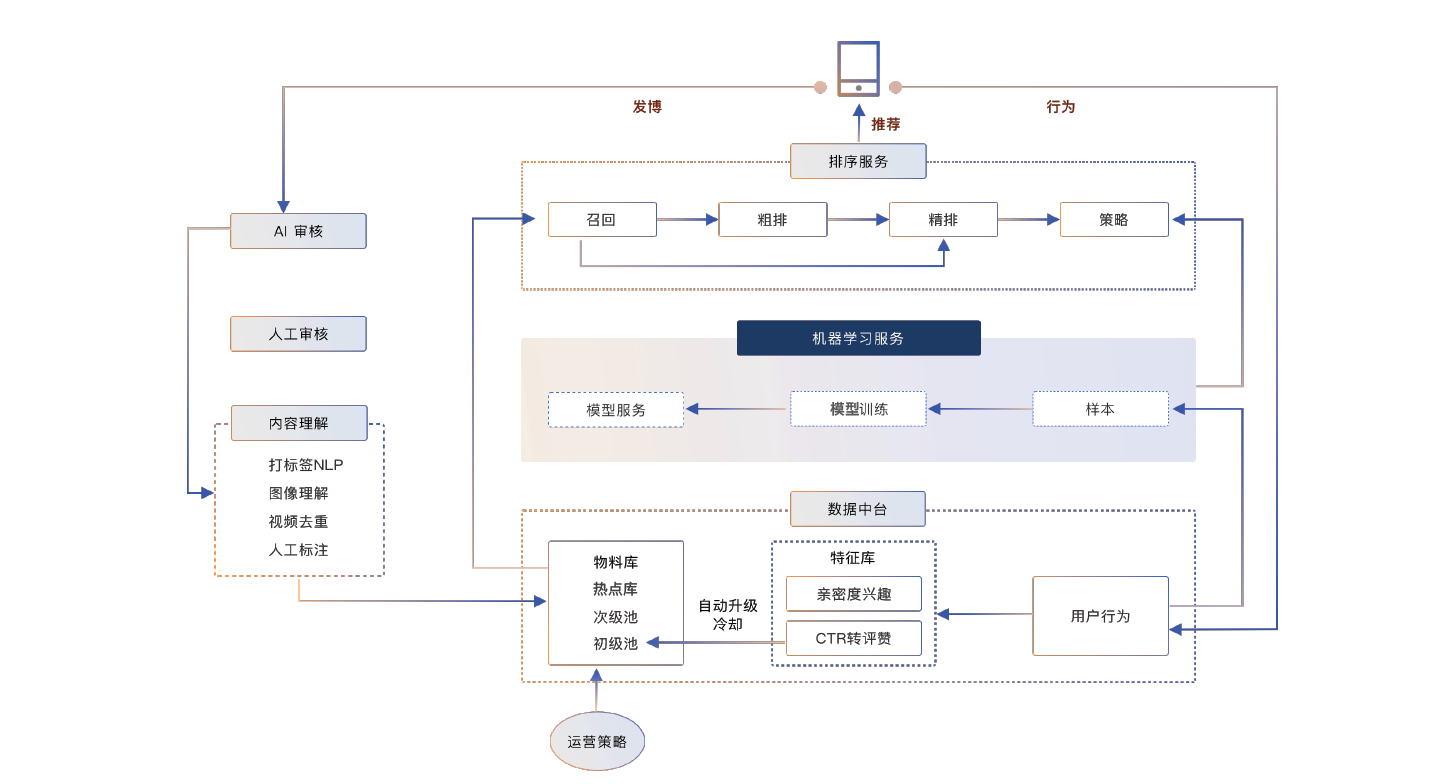 发博
行为
推荐
排序服务
召回
粗排
精排
策略
AI 审核
人工审核
机器学习服务
模型服务
模型训练
样本
内容理解
打标签NLP
图像理解
视频去重
人工标注
数据中台
物料库
热点库
次级池
初级池
自动升级
冷却
特征库
亲密度兴趣
CTR转评赞
用户行为
运营策略